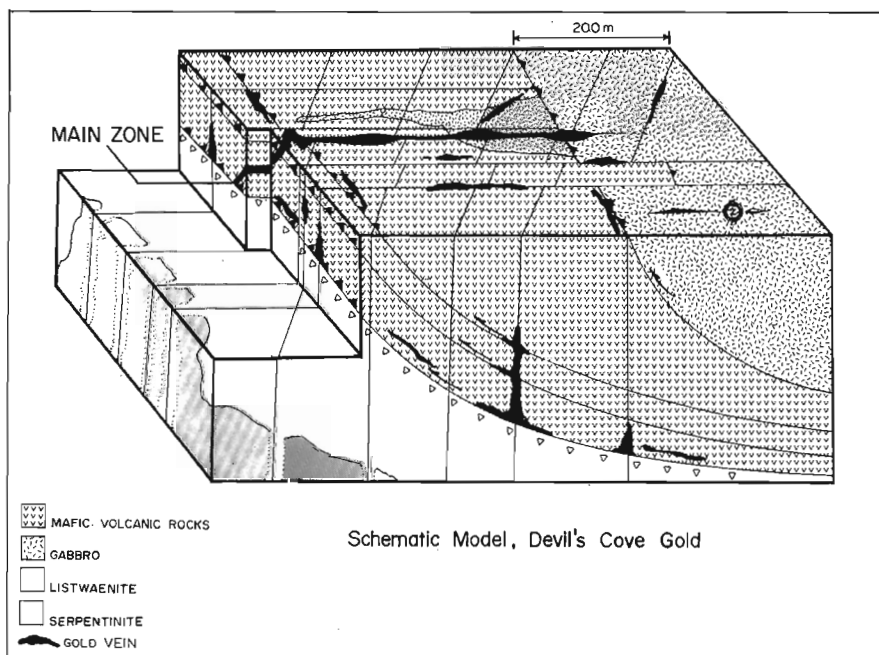 200 m
MAIN ZONE
2
Schematic Model, Devil's Cove Gold
MAFIC VOLCANIC ROCKS
GABBRO
LISTWAENITE
SERPENTINITE
GOLD VEIN